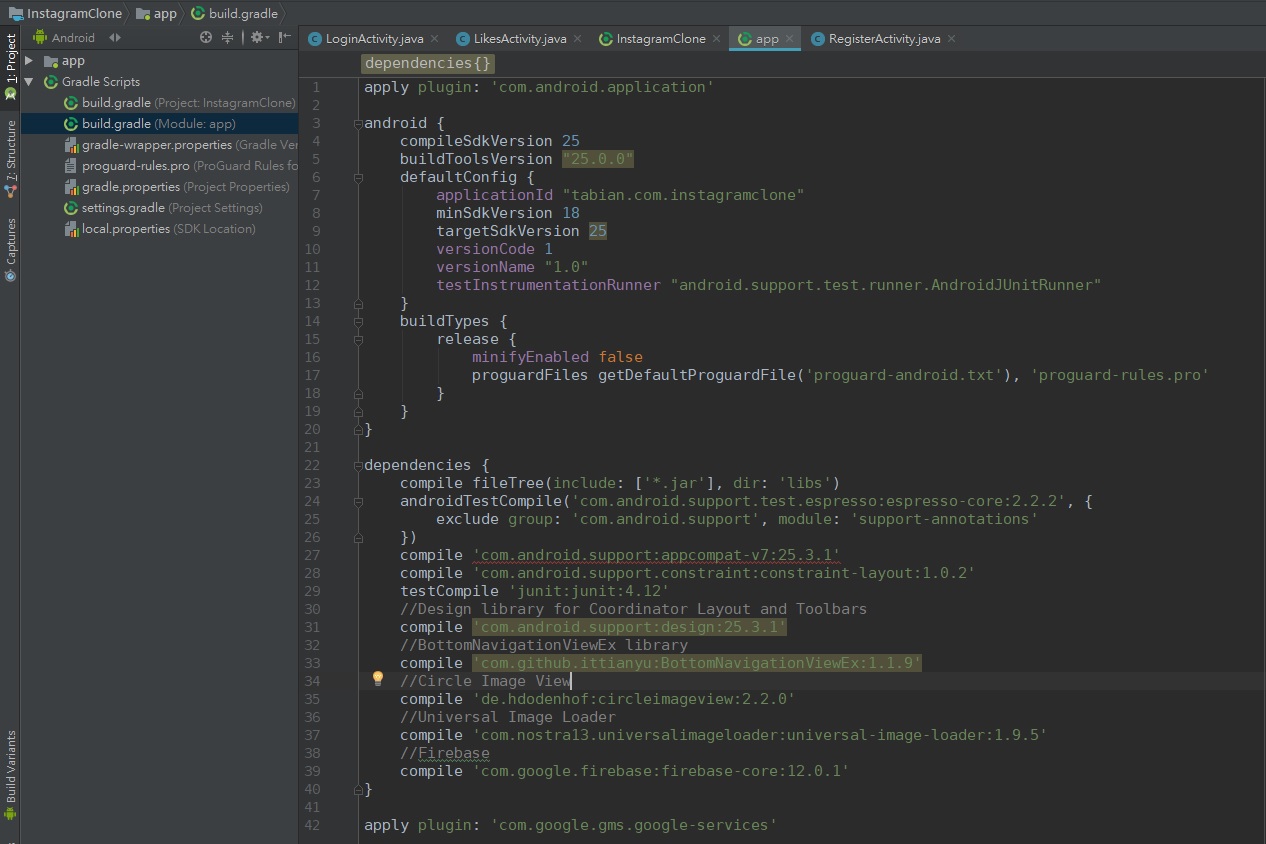 InstagramClone app build.gradle
Android
LoginActivity.java LikesActivity.java InstagramClone app RegisterActivity.java
1: Project
7: Structure
Captures
Build Variants
app
Gradle Scripts
build.gradle (Project: InstagramClone)
build.gradle (Module: app)
gradle-wrapper.properties (Gradle Ver
proguard-rules.pro (ProGuard Rules fo
gradle.properties (Project Properties)
settings.gradle (Project Settings)
local.properties (SDK Location)
dependencies{}
1 apply plugin: 'com.android.application'
2
3 android {
4 compileSdkVersion 25
5 buildToolsVersion "25.0.0"
6 defaultConfig {
7 applicationId "tabian.com.instagramclone"
8 minSdkVersion 18
9 targetSdkVersion 25
10 versionCode 1
11 versionName "1.0"
12 testInstrumentationRunner "android.support.test.runner.AndroidJUnitRunner"
13 }
14 buildTypes {
15 release {
16 minifyEnabled false
17 proguardFiles getDefaultProguardFile('proguard-android.txt'), 'proguard-rules.pro'
18 }
19 }
20 }
21
22 dependencies {
23 compile fileTree(include: ['*.jar'], dir: 'libs')
24 androidTestCompile('com.android.support.test.espresso:espresso-core:2.2.2', {
25 exclude group: 'com.android.support', module: 'support-annotations'
26 })
27 compile 'com.android.support:appcompat-v7:25.3.1'
28 compile 'com.android.support.constraint:constraint-layout:1.0.2'
29 testCompile 'junit:junit:4.12'
30 //Design library for Coordinator Layout and Toolbars
31 compile 'com.android.support:design:25.3.1'
32 //BottomNavigationViewEx library
33 compile 'com.github.ittianyu:BottomNavigationViewEx:1.1.9'
34 //Circle Image View
35 compile 'de.hdodenhof:circleimageview:2.2.0'
36 //Universal Image Loader
37 compile 'com.nostra13.universalimageloader:universal-image-loader:1.9.5'
38 //Firebase
39 compile 'com.google.firebase:firebase-core:12.0.1'
40 }
41
42 apply plugin: 'com.google.gms.google-services'